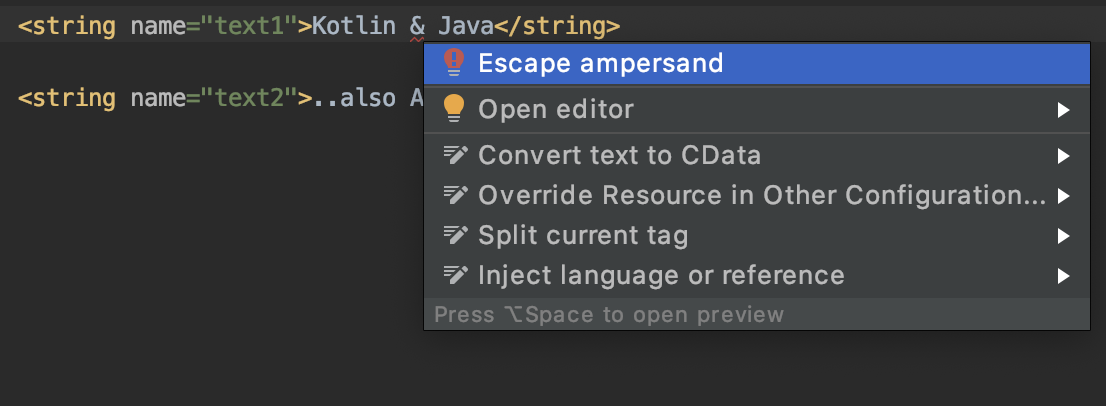 <string name="text1">Kotlin & Java</string>
Escape ampersand
<string name="text2">..also A
Open editor
Convert text to CData
Override Resource in Other Configuration...
Split current tag
Inject language or reference
Press ⌥Space to open preview